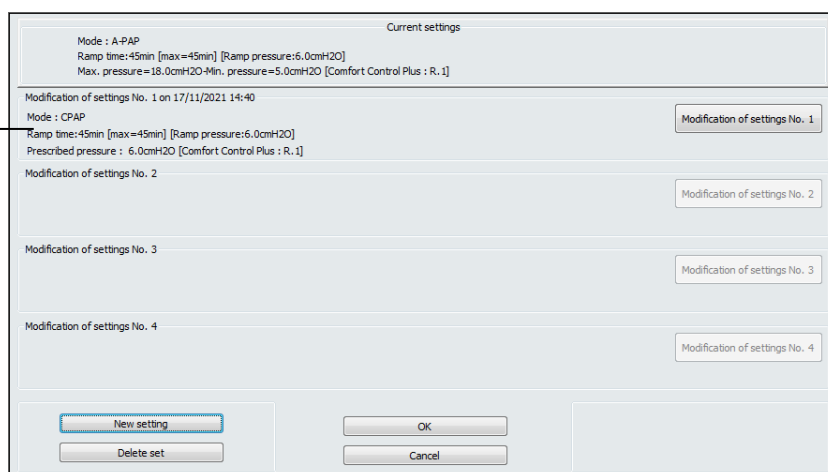 Current settings
Mode : A-PAP
Ramp time:45min [max=45min] [Ramp pressure:6.0cmH2O]
Max. pressure=18.0cmH2O-Min. pressure=5.0cmH2O [Comfort Control Plus : R.1]
Modification of settings No. 1 on 17/11/2021 14:40
Mode : CPAP
Ramp time:45min [max=45min] [Ramp pressure:6.0cmH2O]
Prescribed pressure : 6.0cmH2O [Comfort Control Plus : R.1]
Modification of settings No. 1
Modification of settings No. 2
Modification of settings No. 2
Modification of settings No. 3
Modification of settings No. 3
Modification of settings No. 4
Modification of settings No. 4
New setting
OK
Delete set
Cancel